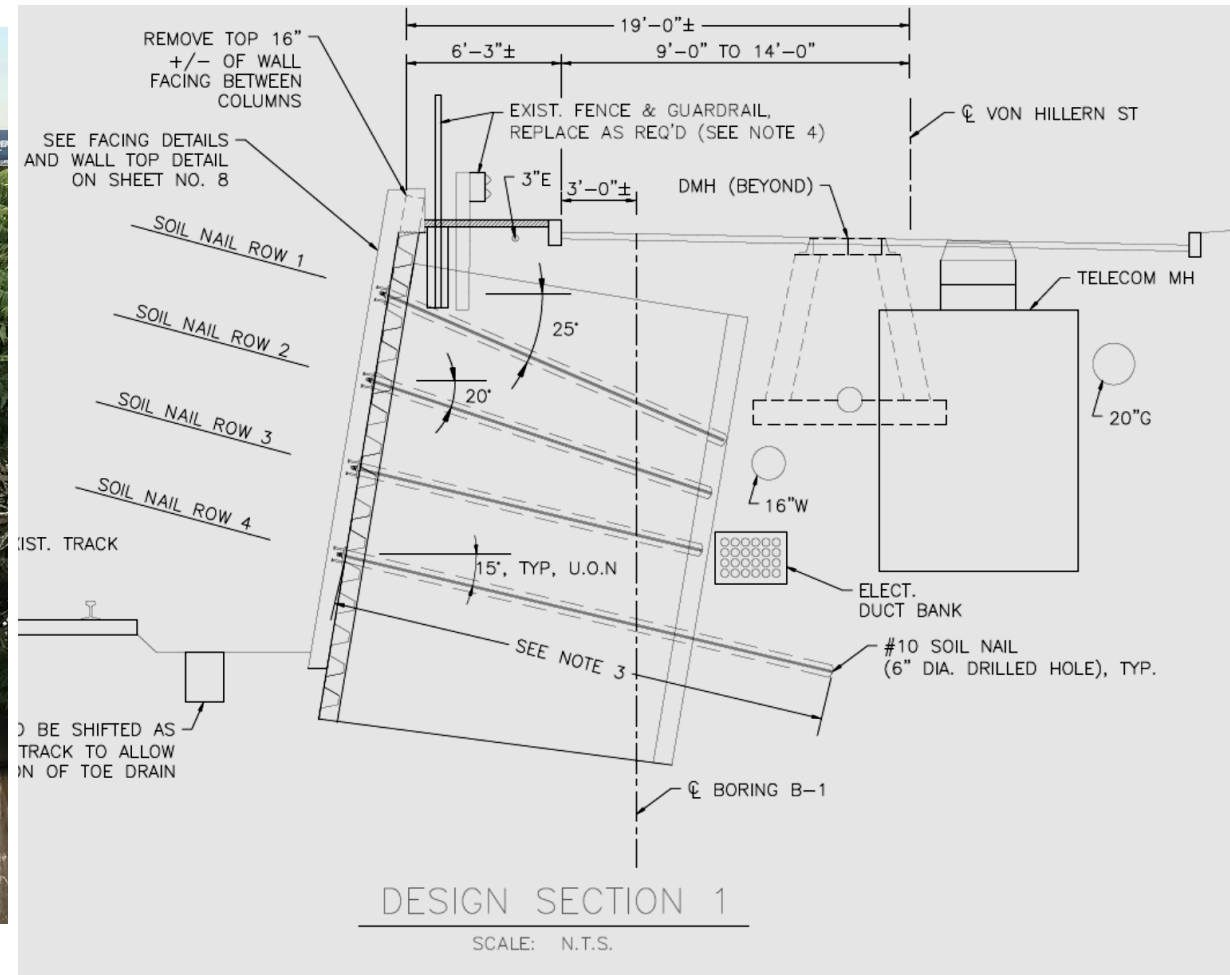 19'-0"±
6'-3"±
9'-0" TO 14'-0"
REMOVE TOP 16"
+/- OF WALL
FACING BETWEEN
COLUMNS
EXIST. FENCE & GUARDRAIL,
REPLACE AS REQ'D (SEE NOTE 4)
℄ VON HILLERN ST
SEE FACING DETAILS
AND WALL TOP DETAIL
ON SHEET NO. 8
3"E
3'-0"±
DMH (BEYOND)
SOIL NAIL ROW 1
TELECOM MH
25°
SOIL NAIL ROW 2
20°
20"G
SOIL NAIL ROW 3
16"W
SOIL NAIL ROW 4
XIST. TRACK
15°, TYP, U.O.N
ELECT.
DUCT BANK
SEE NOTE 3
#10 SOIL NAIL
(6" DIA. DRILLED HOLE), TYP.
O BE SHIFTED AS
TRACK TO ALLOW
ON OF TOE DRAIN
℄ BORING B-1
DESIGN SECTION 1
SCALE: N.T.S.